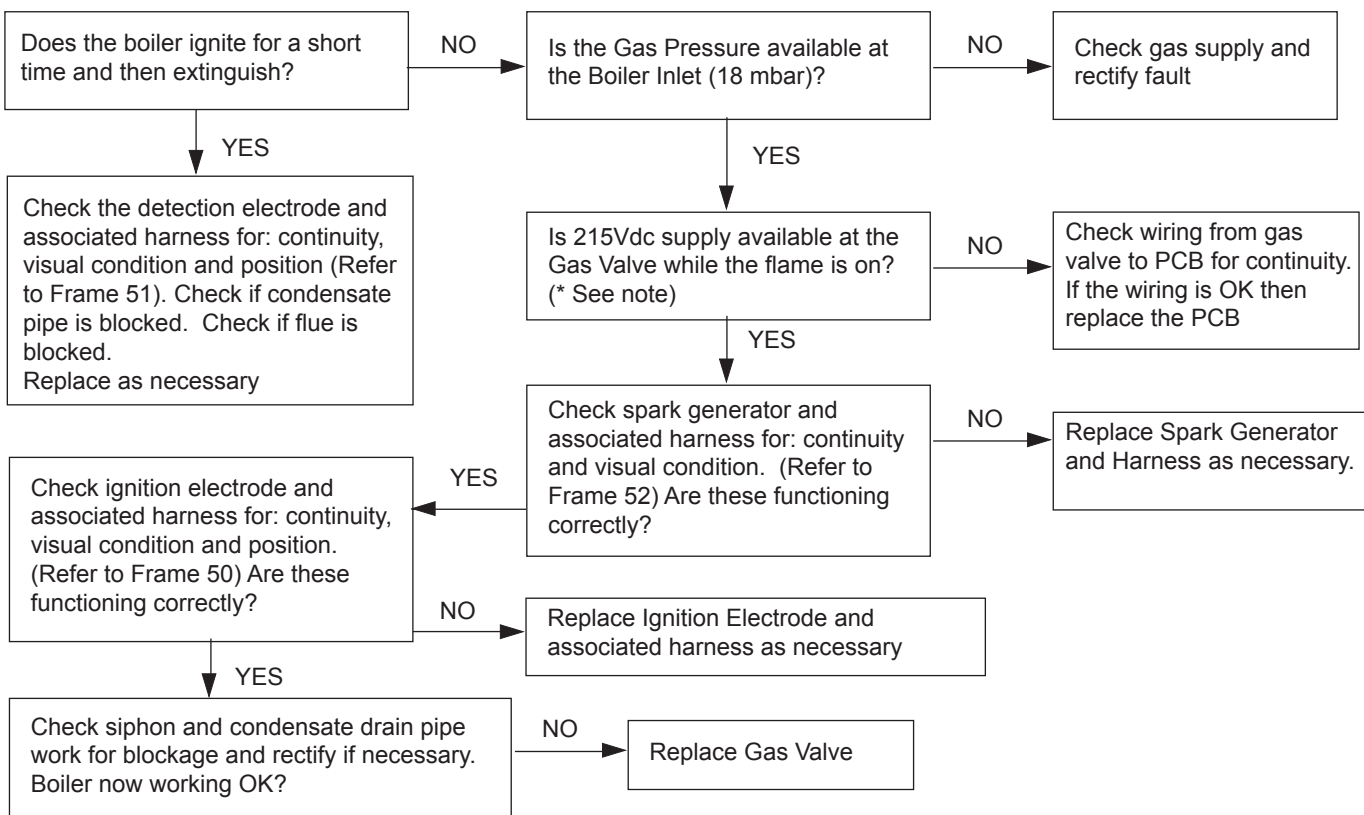 Does the boiler ignite for a short
time and then extinguish?
NO
Is the Gas Pressure available at
the Boiler Inlet (18 mbar)?
NO
Check gas supply and
rectify fault
YES
YES
Check the detection electrode and
associated harness for: continuity,
visual condition and position (Refer
to Frame 51). Check if condensate
pipe is blocked.  Check if flue is
blocked.
Replace as necessary
Is 215Vdc supply available at the
Gas Valve while the flame is on?
(* See note)
NO
Check wiring from gas
valve to PCB for continuity.
If the wiring is OK then
replace the PCB
YES
Check spark generator and
associated harness for: continuity
and visual condition.  (Refer to
Frame 52) Are these functioning
correctly?
NO
Replace Spark Generator
and Harness as necessary.
YES
Check ignition electrode and
associated harness for: continuity,
visual condition and position.
(Refer to Frame 50) Are these
functioning correctly?
NO
Replace Ignition Electrode and
associated harness as necessary
YES
Check siphon and condensate drain pipe
work for blockage and rectify if necessary.
Boiler now working OK?
NO
Replace Gas Valve